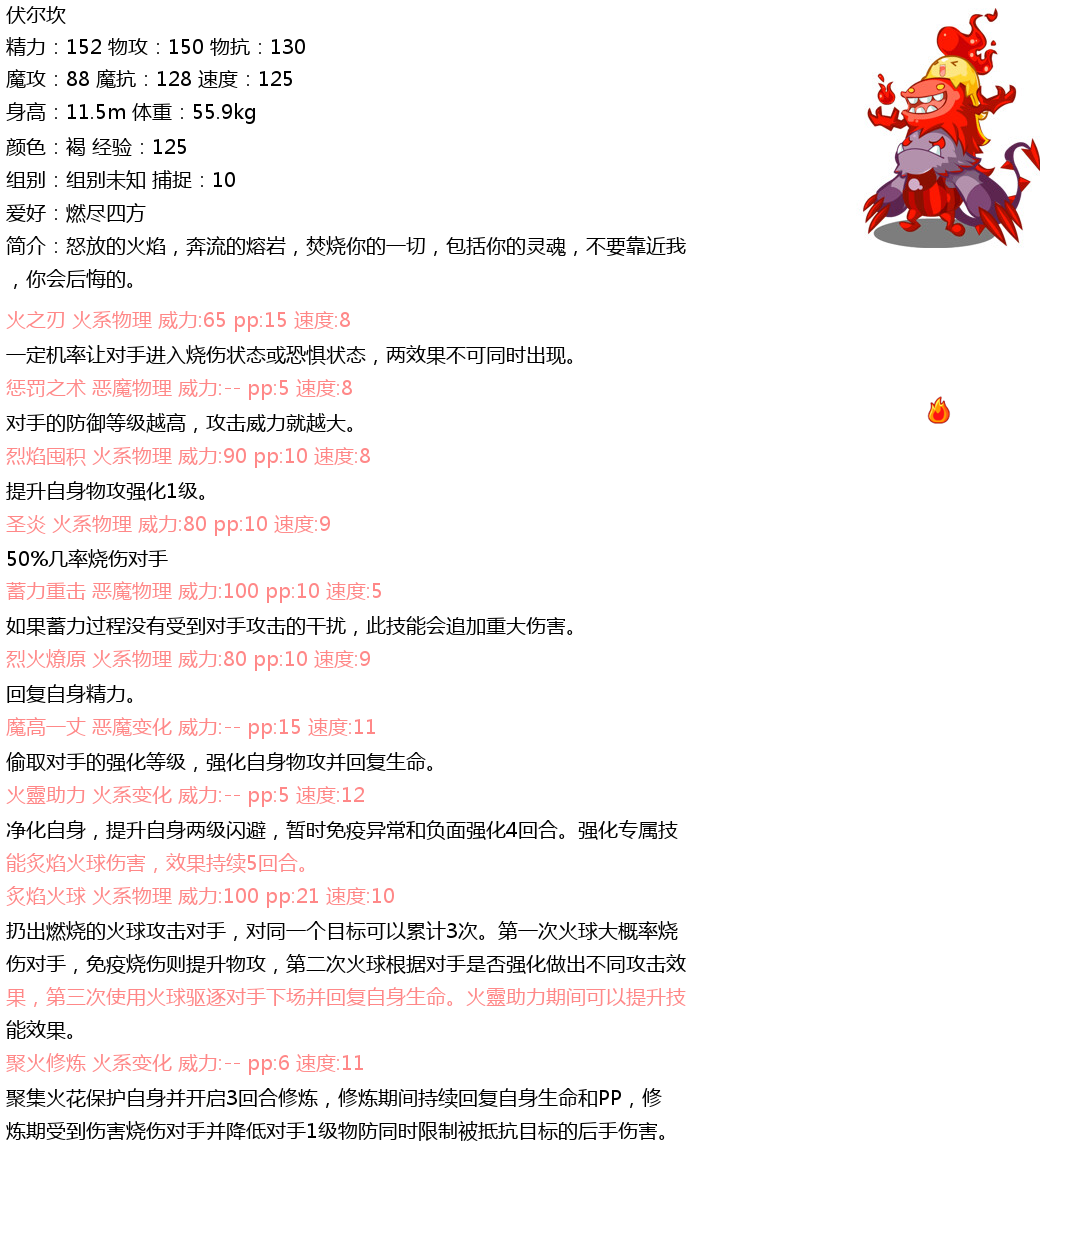 伏尔坎
精力：152 物攻：150 物抗：130
魔攻：88 魔抗：128 速度：125
身高：11.5m 体重：55.9kg
颜色：褐 经验：125
组别：组别未知 捕捉：10
爱好：燃尽四方
简介：怒放的火焰，奔流的熔岩，焚烧你的一切，包括你的灵魂，不要靠近我
，你会后悔的。
火之刃 火系物理 威力:65 pp:15 速度:8
一定机率让对手进入烧伤状态或恐惧状态，两效果不可同时出现。
惩罚之术 恶魔物理 威力:-- pp:5 速度:8
对手的防御等级越高，攻击威力就越大。
烈焰囤积 火系物理 威力:90 pp:10 速度:8
提升自身物攻强化1级。
圣炎 火系物理 威力:80 pp:10 速度:9
50%几率烧伤对手
蓄力重击 恶魔物理 威力:100 pp:10 速度:5
如果蓄力过程没有受到对手攻击的干扰，此技能会追加重大伤害。
烈火燎原 火系物理 威力:80 pp:10 速度:9
回复自身精力。
魔高一丈 恶魔变化 威力:-- pp:15 速度:11
偷取对手的强化等级，强化自身物攻并回复生命。
火靈助力 火系变化 威力:-- pp:5 速度:12
净化自身，提升自身两级闪避，暂时免疫异常和负面强化4回合。强化专属技
能炙焰火球伤害，效果持续5回合。
炙焰火球 火系物理 威力:100 pp:21 速度:10
扔出燃烧的火球攻击对手，对同一个目标可以累计3次。第一次火球大概率烧
伤对手，免疫烧伤则提升物攻，第二次火球根据对手是否强化做出不同攻击效
果，第三次使用火球驱逐对手下场并回复自身生命。火靈助力期间可以提升技
能效果。
聚火修炼 火系变化 威力:-- pp:6 速度:11
聚集火花保护自身并开启3回合修炼，修炼期间持续回复自身生命和PP，修
炼期受到伤害烧伤对手并降低对手1级物防同时限制被抵抗目标的后手伤害。